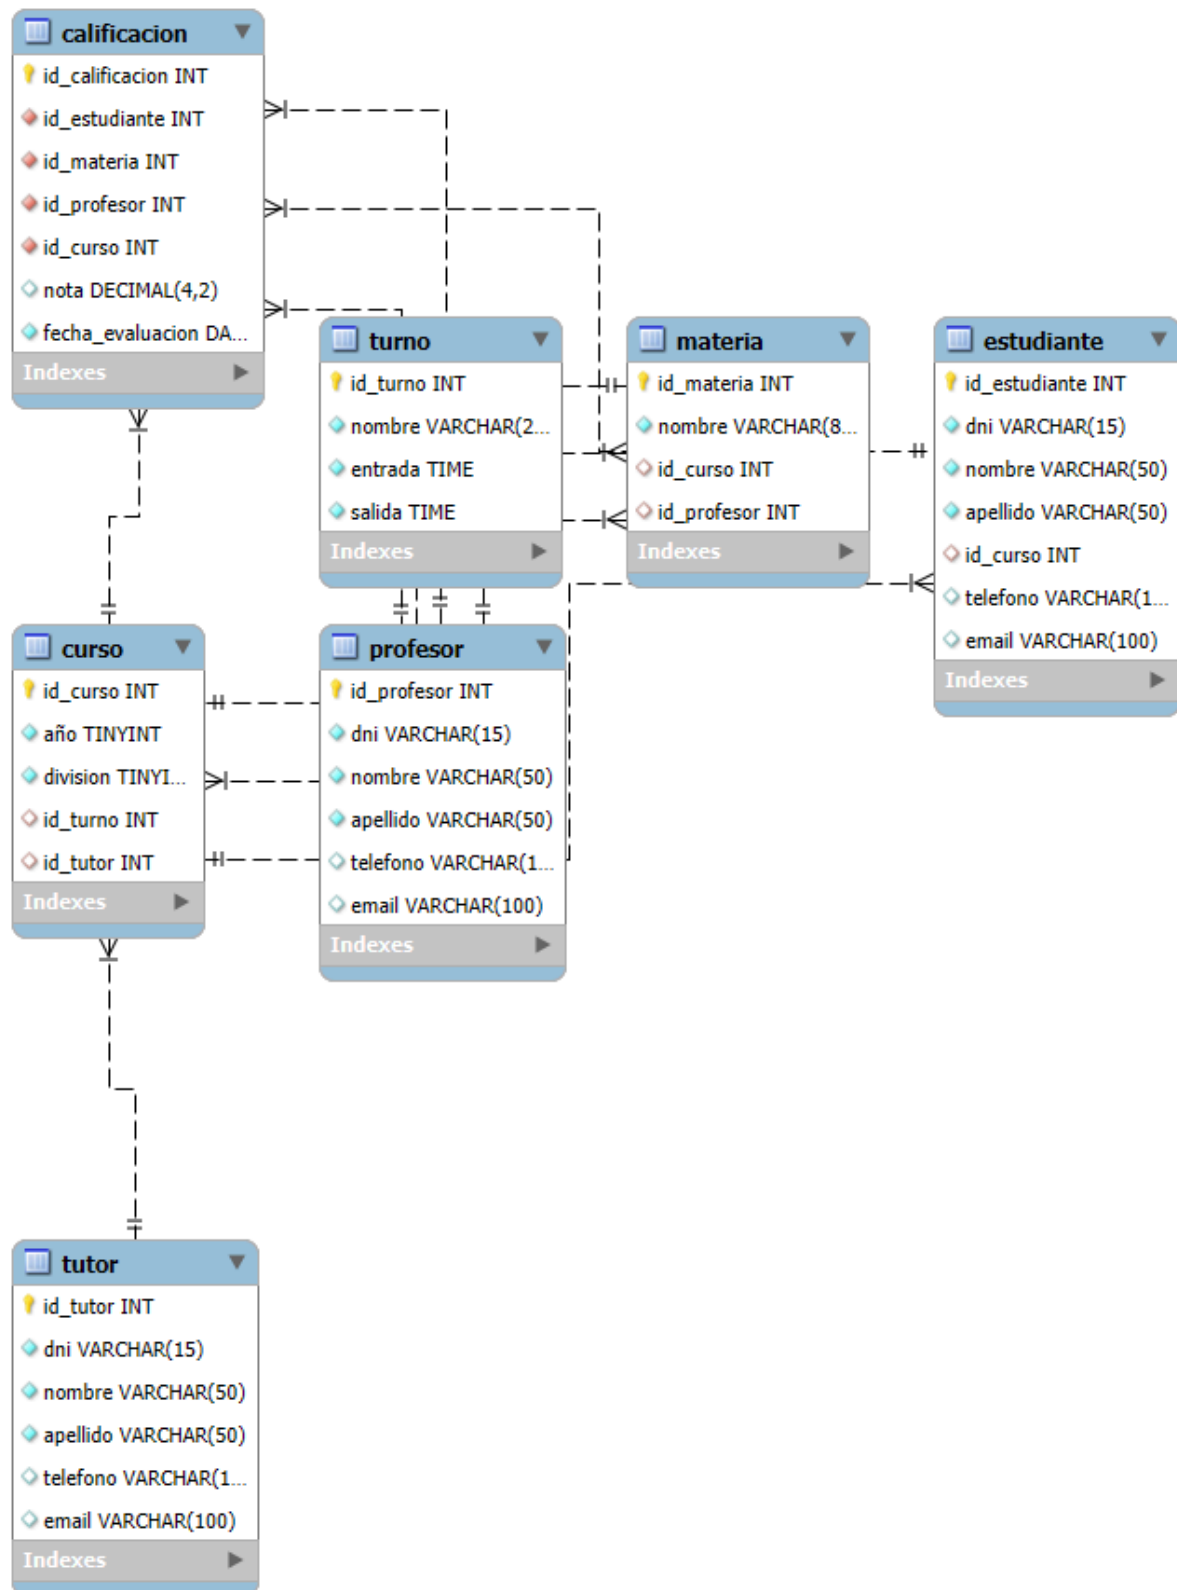 calificacion
id_calificacion INT
id_estudiante INT
id_materia INT
id_profesor INT
id_curso INT
nota DECIMAL(4,2)
fecha_evaluacion DA...
Indexes
turno
id_turno INT
nombre VARCHAR(2...
entrada TIME
salida TIME
Indexes
materia
id_materia INT
nombre VARCHAR(8...
id_curso INT
id_profesor INT
Indexes
estudiante
id_estudiante INT
dni VARCHAR(15)
nombre VARCHAR(50)
apellido VARCHAR(50)
id_curso INT
telefono VARCHAR(1...
email VARCHAR(100)
Indexes
curso
id_curso INT
año TINYINT
division TINYI...
id_turno INT
id_tutor INT
Indexes
profesor
id_profesor INT
dni VARCHAR(15)
nombre VARCHAR(50)
apellido VARCHAR(50)
telefono VARCHAR(1...
email VARCHAR(100)
Indexes
tutor
id_tutor INT
dni VARCHAR(15)
nombre VARCHAR(50)
apellido VARCHAR(50)
telefono VARCHAR(1...
email VARCHAR(100)
Indexes